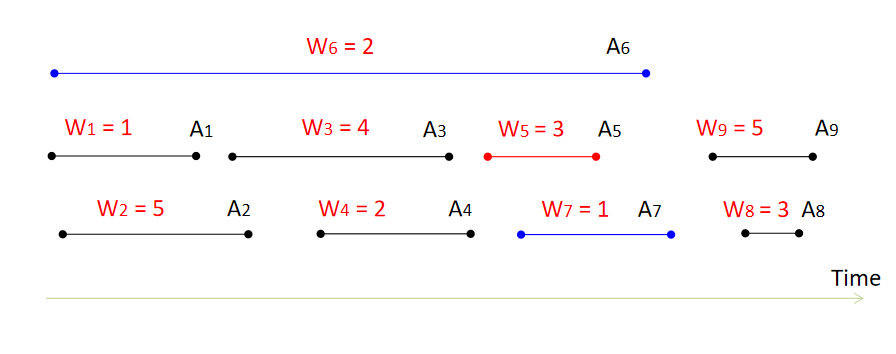 W6 = 2 A6
W1 = 1 A1 W3 = 4 A3 W5 = 3 A5 W9 = 5 A9
W2 = 5 A2 W4 = 2 A4 W7 = 1 A7 W8 = 3 A8
Time